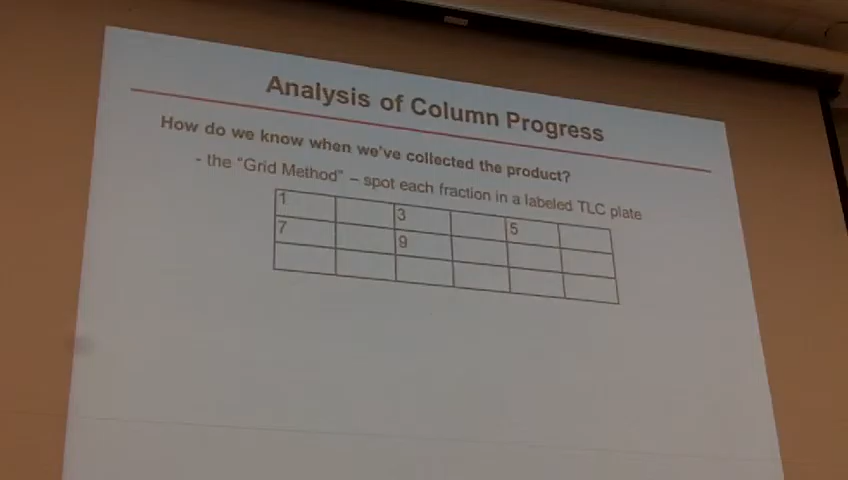 Analysis of Column Progress
How do we know when we've collected the product?
- the "Grid Method" – spot each fraction in a labeled TLC plate
1 3 5
7 9